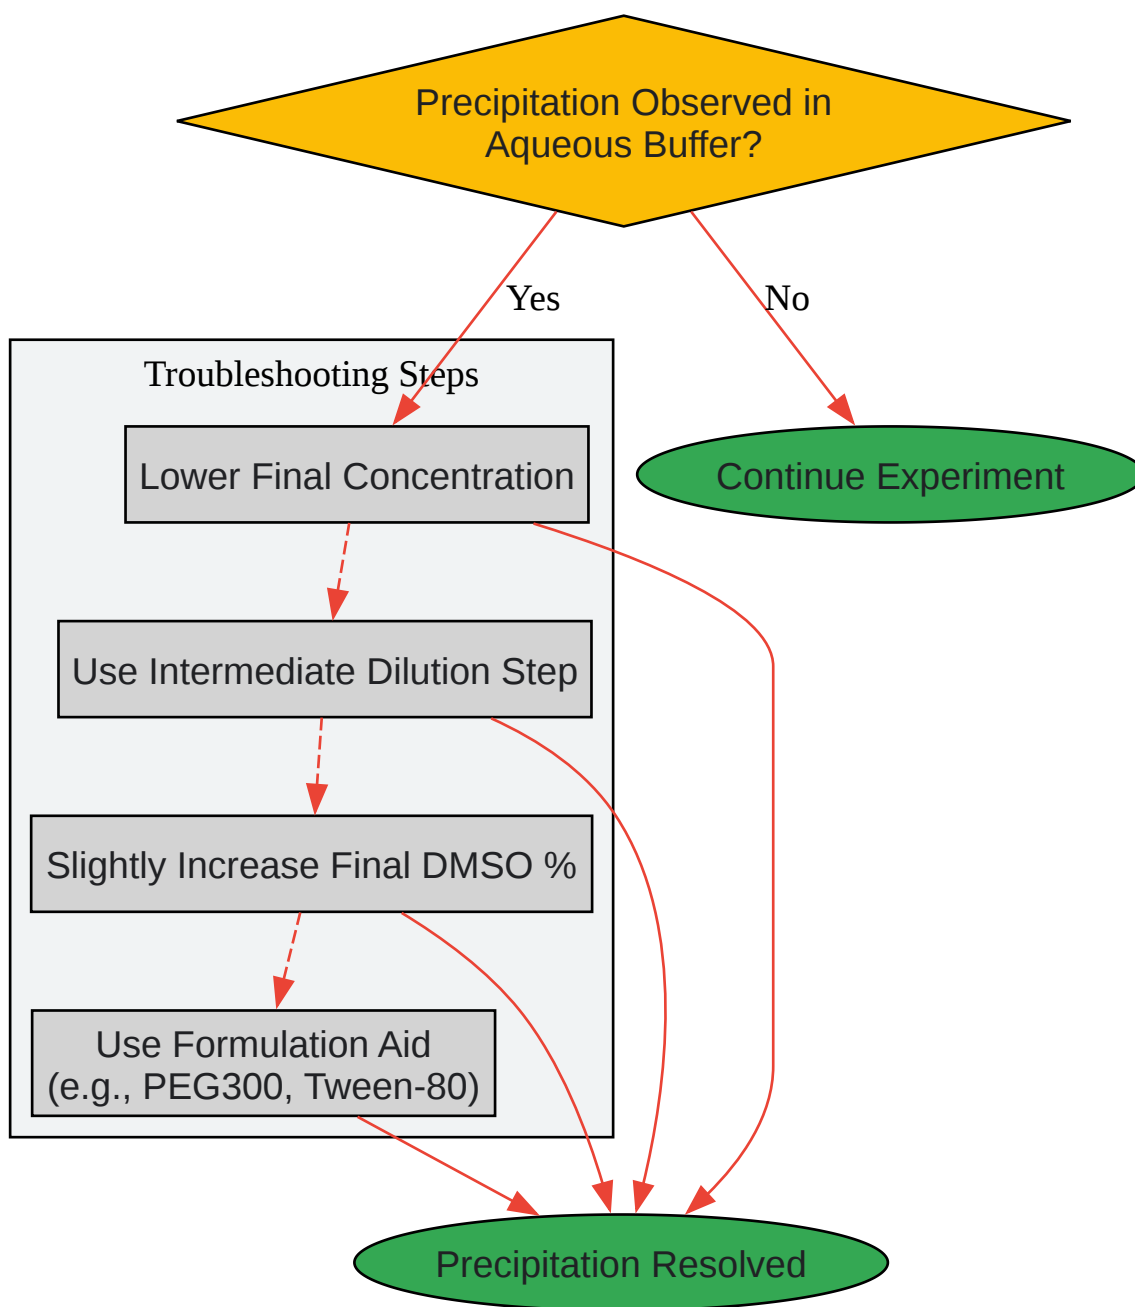 Precipitation Observed in
Aqueous Buffer?
Yes
No
Troubleshooting Steps
Lower Final Concentration
Continue Experiment
Use Intermediate Dilution Step
Slightly Increase Final DMSO %
Use Formulation Aid
(e.g., PEG300, Tween-80)
Precipitation Resolved